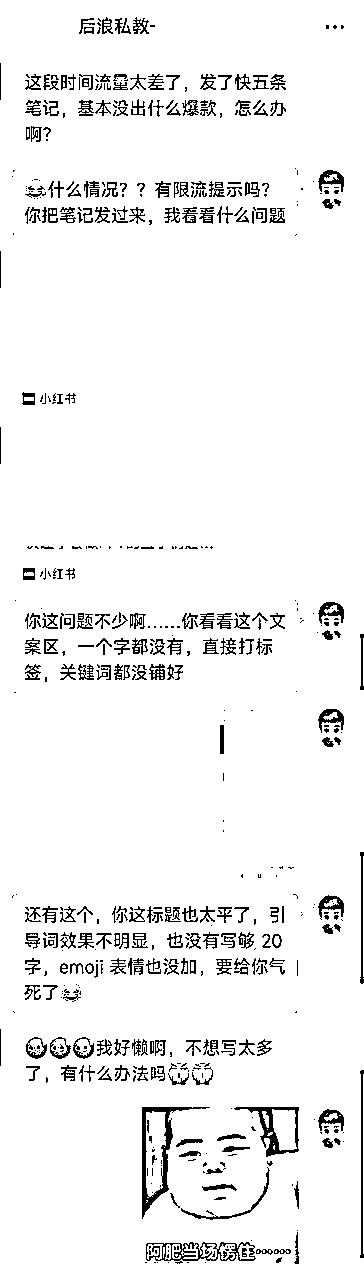 后浪私教-
这段时间流量太差了，发了快五条
笔记，基本没出什么爆款，怎么办
啊？
😂什么情况？？有限流提示吗？
你把笔记发过来，我看看什么问题
小红书
小红书
你这问题不少啊……你看看这个文
案区，一个字都没有，直接打标
签，关键词都没铺好
还有这个，你这标题也太平了，引
导词效果不明显，也没有写够 20
字，emoji 表情也没加，要给你气
死了😂
我好懒啊，不想写太多
了，有什么办法吗
阿肥当场愣住……